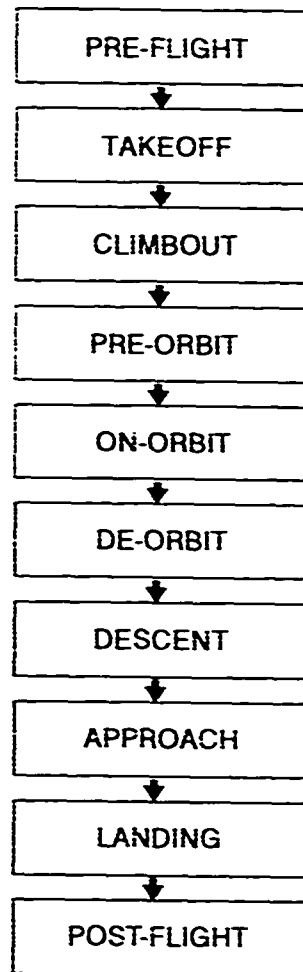 PRE-FLIGHT
TAKEOFF
CLIMBOUT
PRE-ORBIT
ON-ORBIT
DE-ORBIT
DESCENT
APPROACH
LANDING
POST-FLIGHT